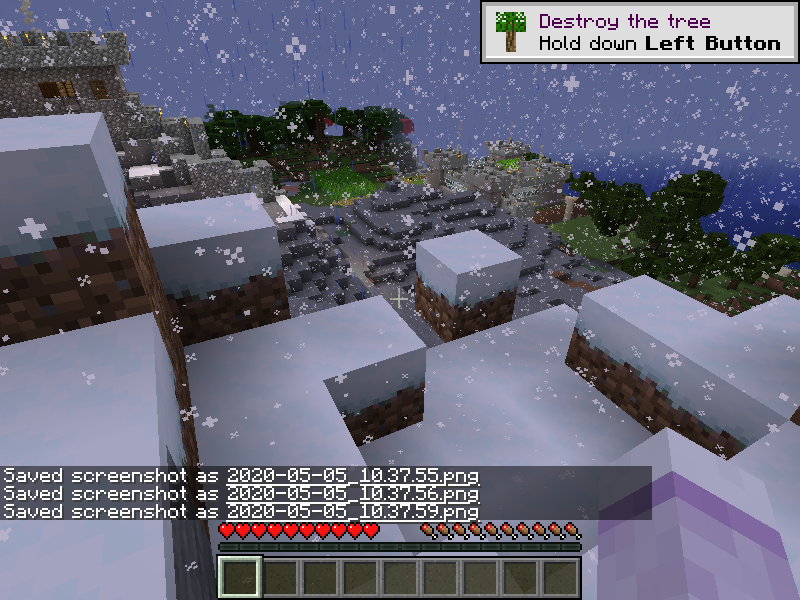 Destroy the tree
Hold down Left Button
Saved screenshot as 2020-05-05_10.37.55.png
Saved screenshot as 2020-05-05_10.37.56.png
Saved screenshot as 2020-05-05_10.37.59.png